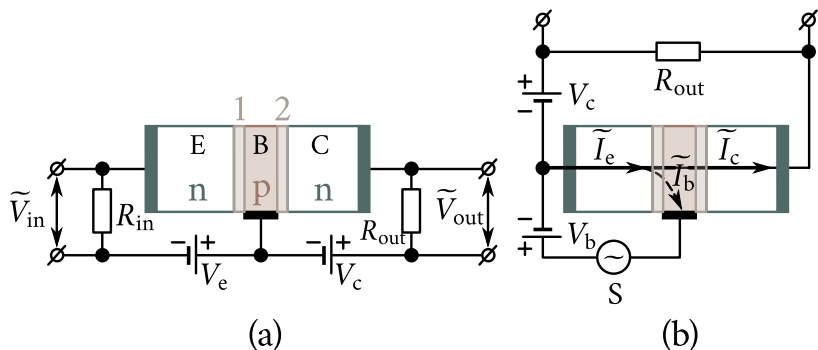 1 2
E B C
n p n
Ṽin Rin Rout Ṽout
− + − +
Ve Vc
(a)
Rout
+
− Vc
Ĩe Ĩb Ĩc
−
+ Vb
~
S
(b)